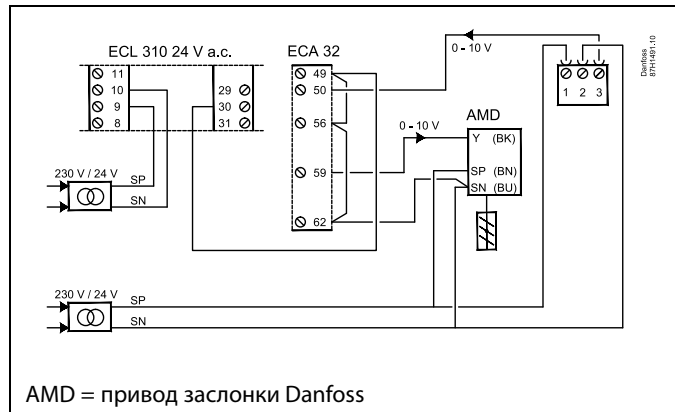 ECL 310 24 V a.c.
ECA 32
11
10
9
8
29
30
31
49
50
56
59
62
0 - 10 V
1 2 3
Danfoss
87H1491.10
AMD
0 - 10 V
Y (BK)
SP (BN)
SN (BU)
230 V / 24 V
SP
SN
230 V / 24 V
SP
SN
AMD = привод заслонки Danfoss